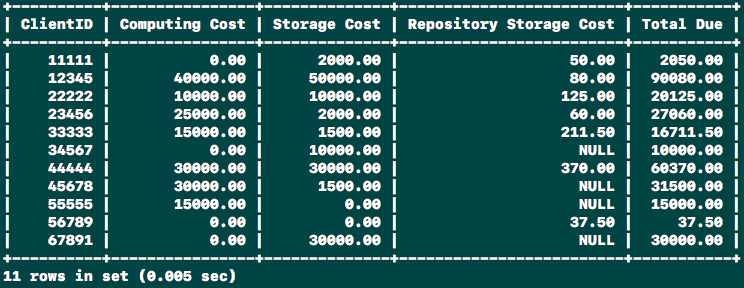 +----------+----------------+--------------+-------------------------+-----------+
| ClientID | Computing Cost | Storage Cost | Repository Storage Cost | Total Due |
+----------+----------------+--------------+-------------------------+-----------+
|    11111 |           0.00 |      2000.00 |                   50.00 |   2050.00 |
|    12345 |       40000.00 |     50000.00 |                   80.00 |  90080.00 |
|    22222 |       10000.00 |     10000.00 |                  125.00 |  20125.00 |
|    23456 |       25000.00 |      2000.00 |                   60.00 |  27060.00 |
|    33333 |       15000.00 |      1500.00 |                  211.50 |  16711.50 |
|    34567 |           0.00 |     10000.00 |                    NULL |  10000.00 |
|    44444 |       30000.00 |     30000.00 |                  370.00 |  60370.00 |
|    45678 |       30000.00 |      1500.00 |                    NULL |  31500.00 |
|    55555 |       15000.00 |         0.00 |                    NULL |  15000.00 |
|    56789 |           0.00 |         0.00 |                   37.50 |     37.50 |
|    67891 |           0.00 |     30000.00 |                    NULL |  30000.00 |
+----------+----------------+--------------+-------------------------+-----------+
11 rows in set (0.005 sec)